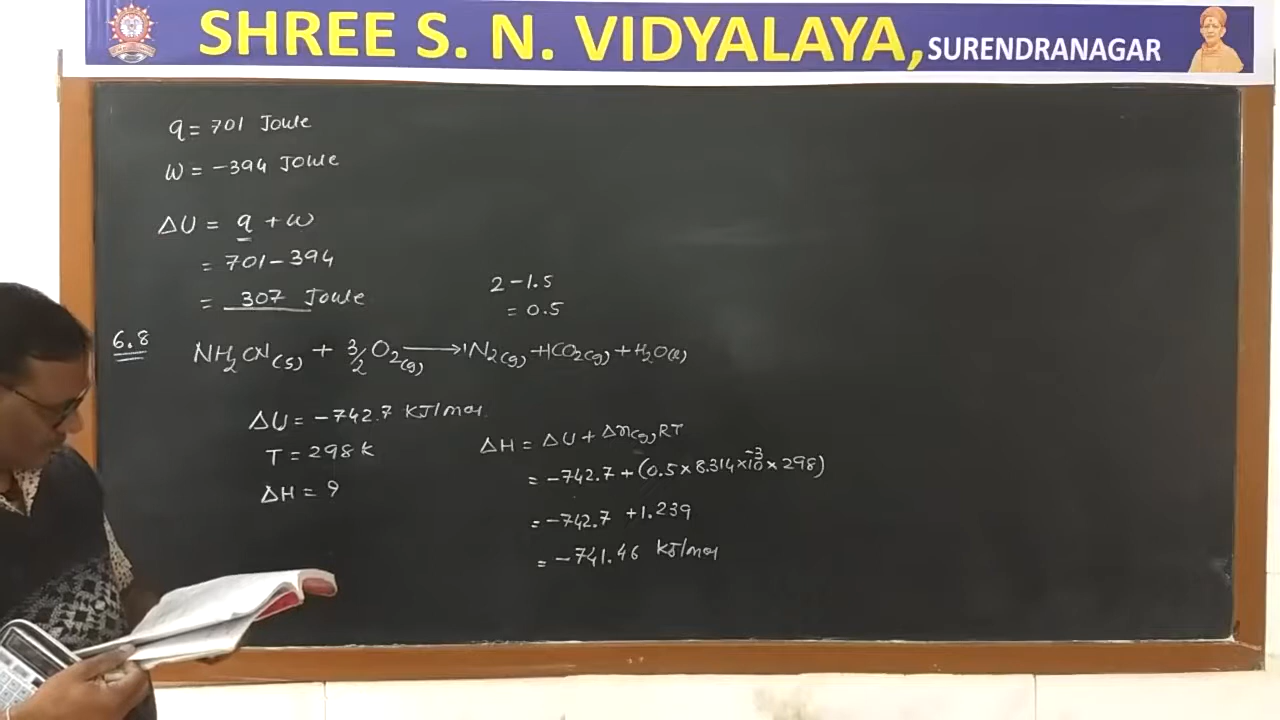 SHREE S. N. VIDYALAYA, SURENDRANAGAR
q = 701 Joule
W = -394 Joule
ΔU = q + w
= 701 - 394
= 307 Joule
2 - 1.5
= 0.5
6.8
NH₂CN(s) + 3/2 O₂(g) ⟶ 1N₂(g) + 1CO₂(g) + H₂O(l)
ΔU = -742.7 KJ/mol
T = 298 K
ΔH = ?
ΔH = ΔU + Δn(g)RT
= -742.7 + (0.5 × 8.314 × 10⁻³ × 298)
= -742.7 + 1.239
= -741.46 KJ/mol